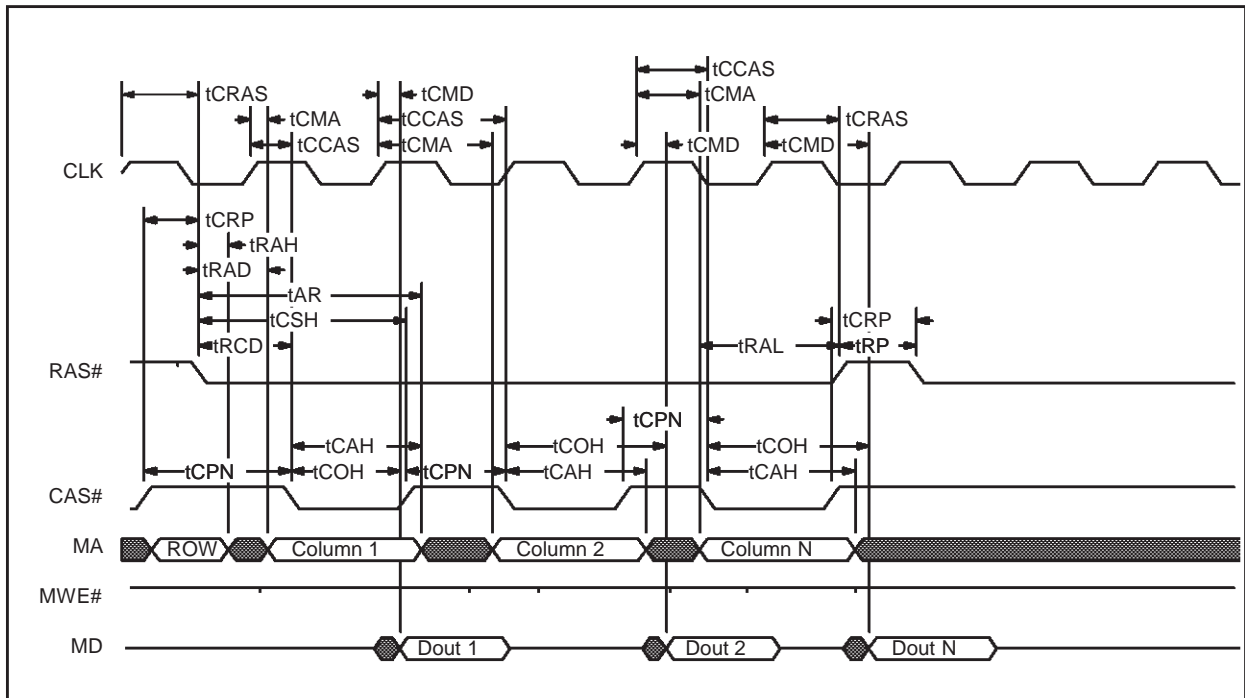 tCCAS
tCRAS tCMD tCMA
tCMA tCCAS tCRAS
tCCAS tCMA tCMD tCMD
CLK
tCRP
tRAH
tRAD
tAR
tCSH tCRP
tRCD tRAL tRP
RAS#
tCPN
tCAH tCOH tCOH
tCPN tCOH tCPN tCAH tCAH
CAS#
MA ROW Column 1 Column 2 Column N
MWE#
MD Dout 1 Dout 2 Dout N